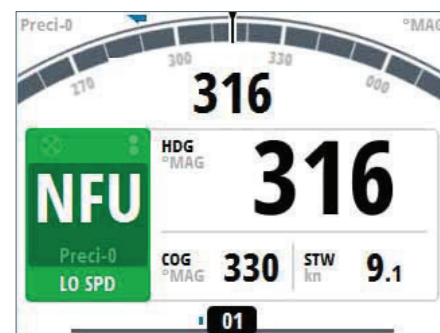 Preci-0 °MAG
270 300 330 000
316
NFU
Preci-0
LO SPD
HDG
°MAG
316
COG
°MAG
330
STW
kn
9.1
01